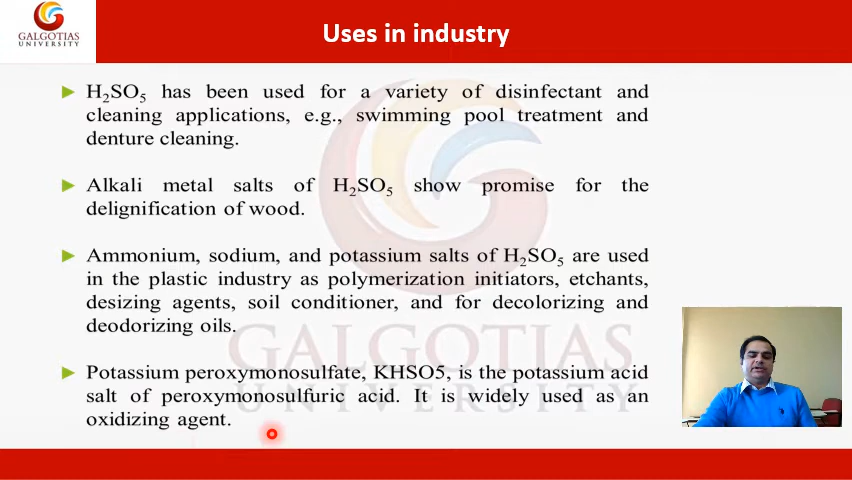 GALGOTIAS
UNIVERSITY
Uses in industry
H₂SO₅ has been used for a variety of disinfectant and
cleaning applications, e.g., swimming pool treatment and
denture cleaning.
Alkali metal salts of H₂SO₅ show promise for the
delignification of wood.
Ammonium, sodium, and potassium salts of H₂SO₅ are used
in the plastic industry as polymerization initiators, etchants,
desizing agents, soil conditioner, and for decolorizing and
deodorizing oils.
Potassium peroxymonosulfate, KHSO5, is the potassium acid
salt of peroxymonosulfuric acid. It is widely used as an
oxidizing agent.
GALGOTIAS
UNIVERSITY